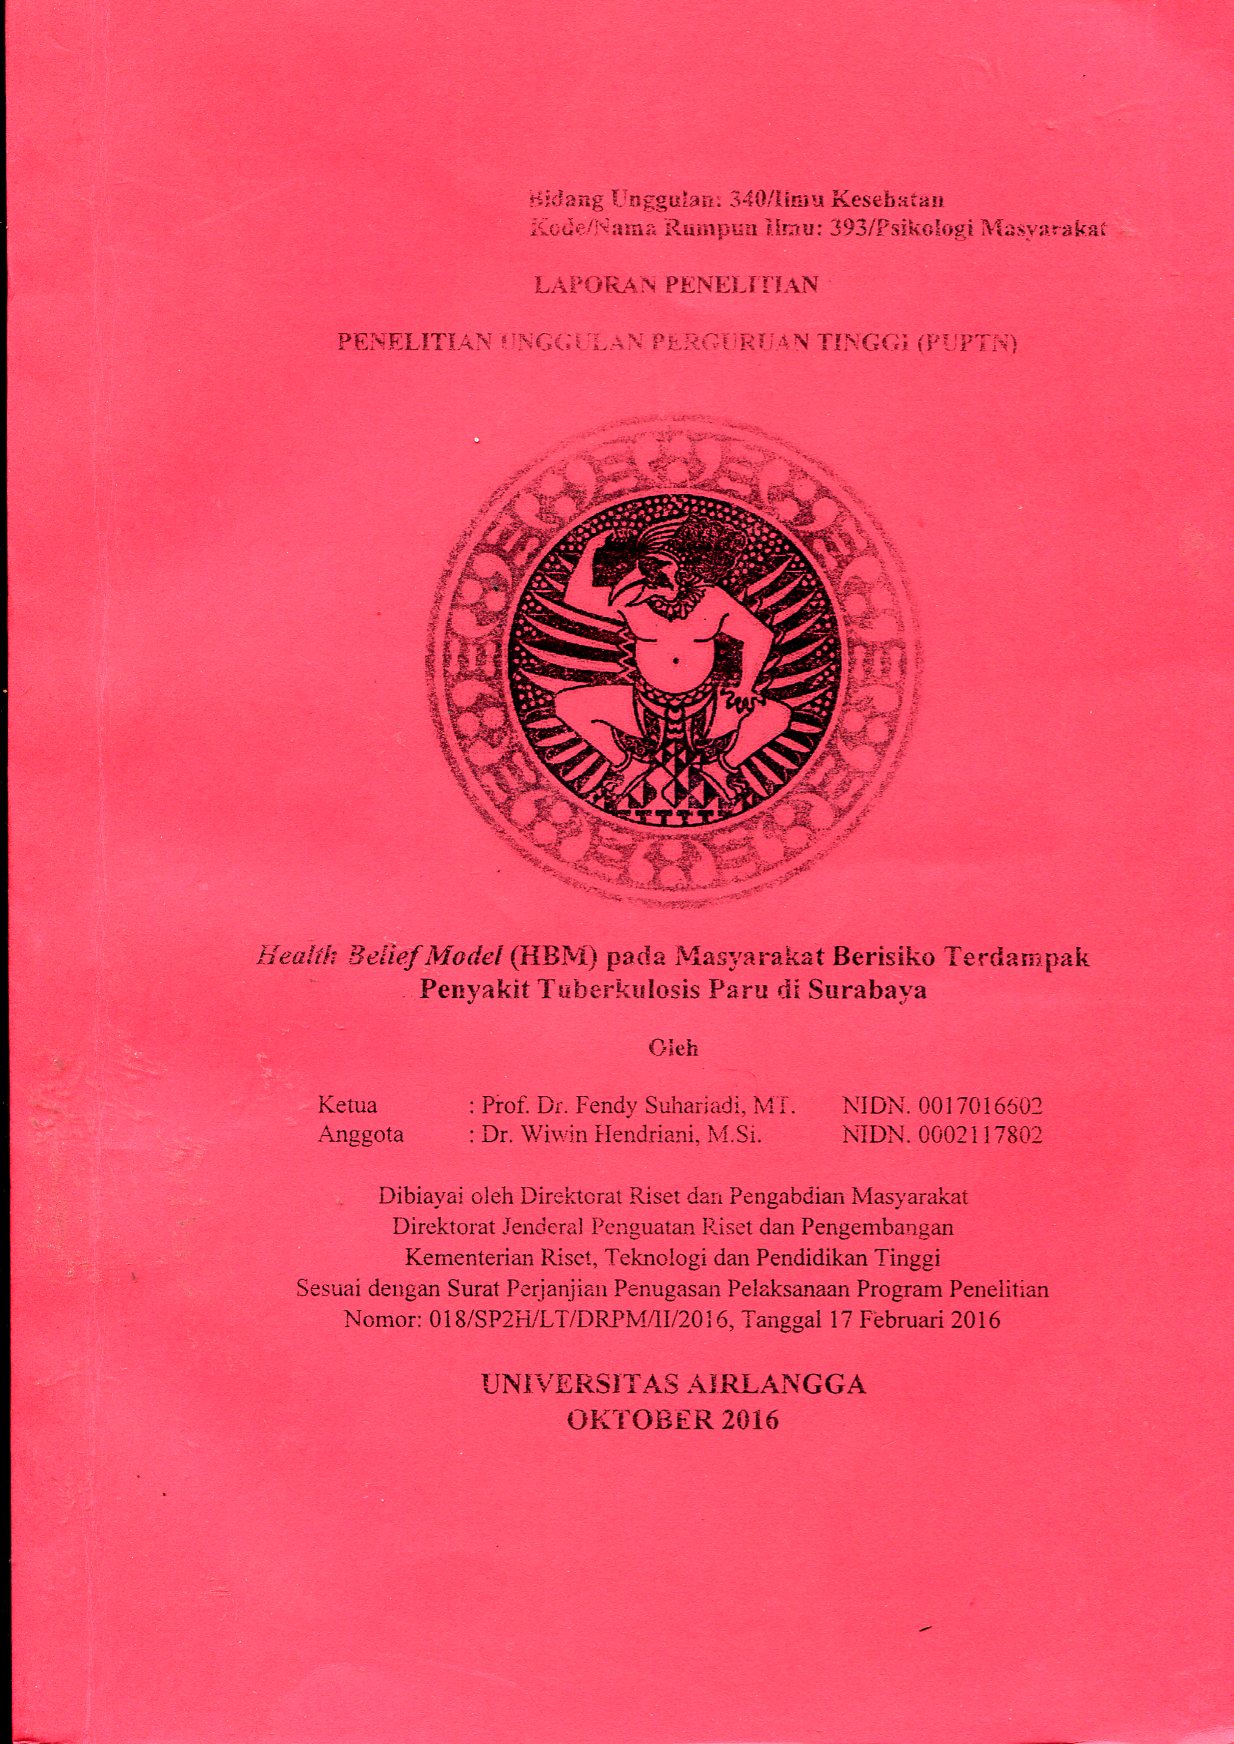 Bidang Unggulan: 340/Ilmu Kesehatan
Kode/Nama Rumpun Ilmu: 393/Psikologi Masyarakat
LAPORAN PENELITIAN
PENELITIAN UNGGULAN PERGURUAN TINGGI (PUPTN)
Health Belief Model (HBM) pada Masyarakat Berisiko Terdampak
Penyakit Tuberkulosis Paru di Surabaya
Oleh
Ketua : Prof. Dr. Fendy Suhariadi, MT. NIDN. 0017016602
Anggota : Dr. Wiwin Hendriani, M.Si. NIDN. 0002117802
Dibiayai oleh Direktorat Riset dan Pengabdian Masyarakat
Direktorat Jenderal Penguatan Riset dan Pengembangan
Kementerian Riset, Teknologi dan Pendidikan Tinggi
Sesuai dengan Surat Perjanjian Penugasan Pelaksanaan Program Penelitian
Nomor: 018/SP2H/LT/DRPM/II/2016, Tanggal 17 Februari 2016
UNIVERSITAS AIRLANGGA
OKTOBER 2016